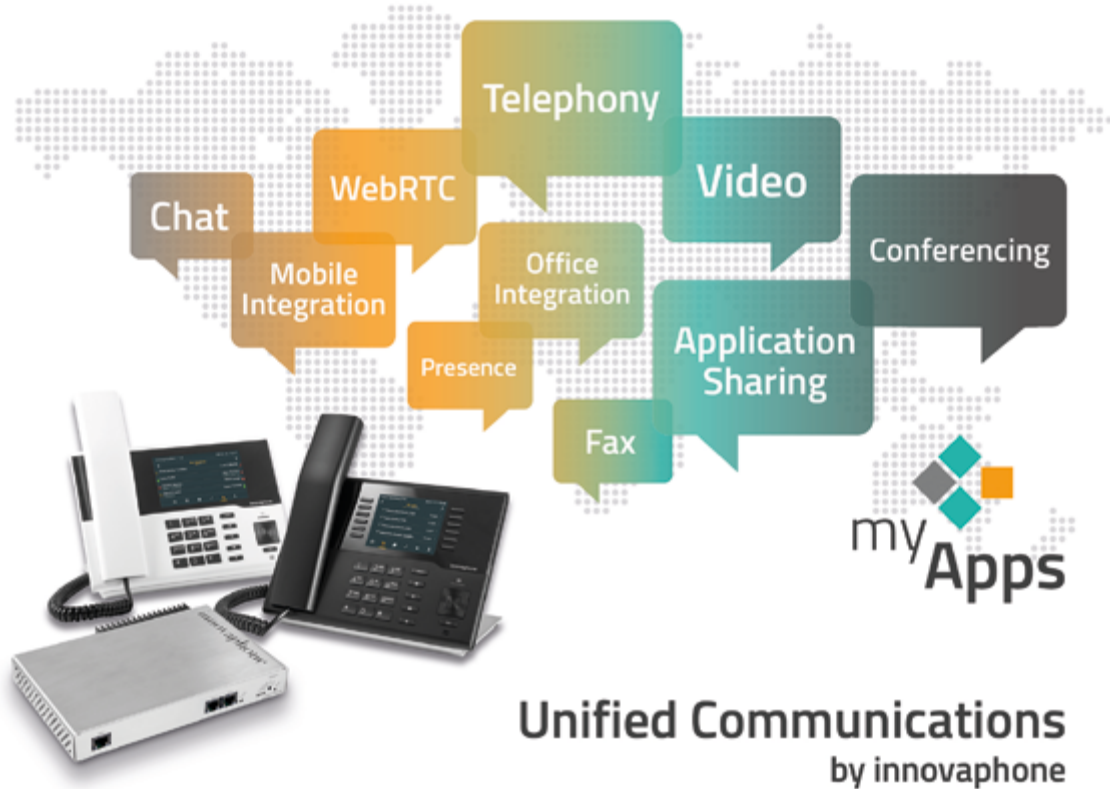 Telephony
WebRTC
Video
Chat
Conferencing
Mobile
Integration
Office
Integration
Presence
Application
Sharing
Fax
my
Apps
innovaphone
Unified Communications
by innovaphone